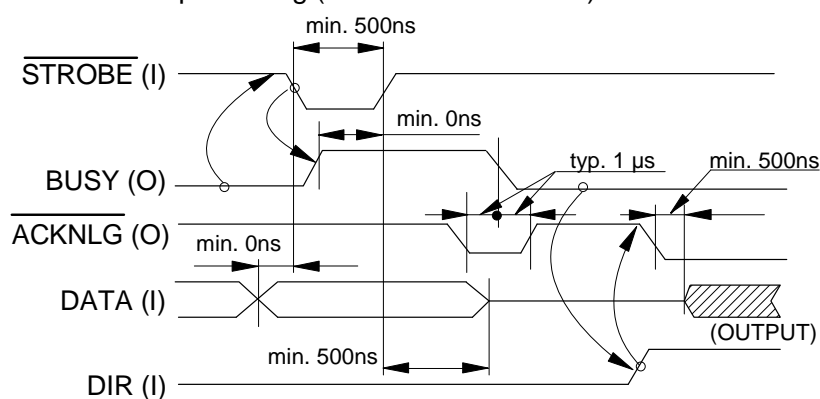 min. 500ns
STROBE (I)
min. 0ns
BUSY (O)
typ. 1 µs
min. 500ns
ACKNLG (O)
min. 0ns
DATA (I)
(OUTPUT)
min. 500ns
DIR (I)